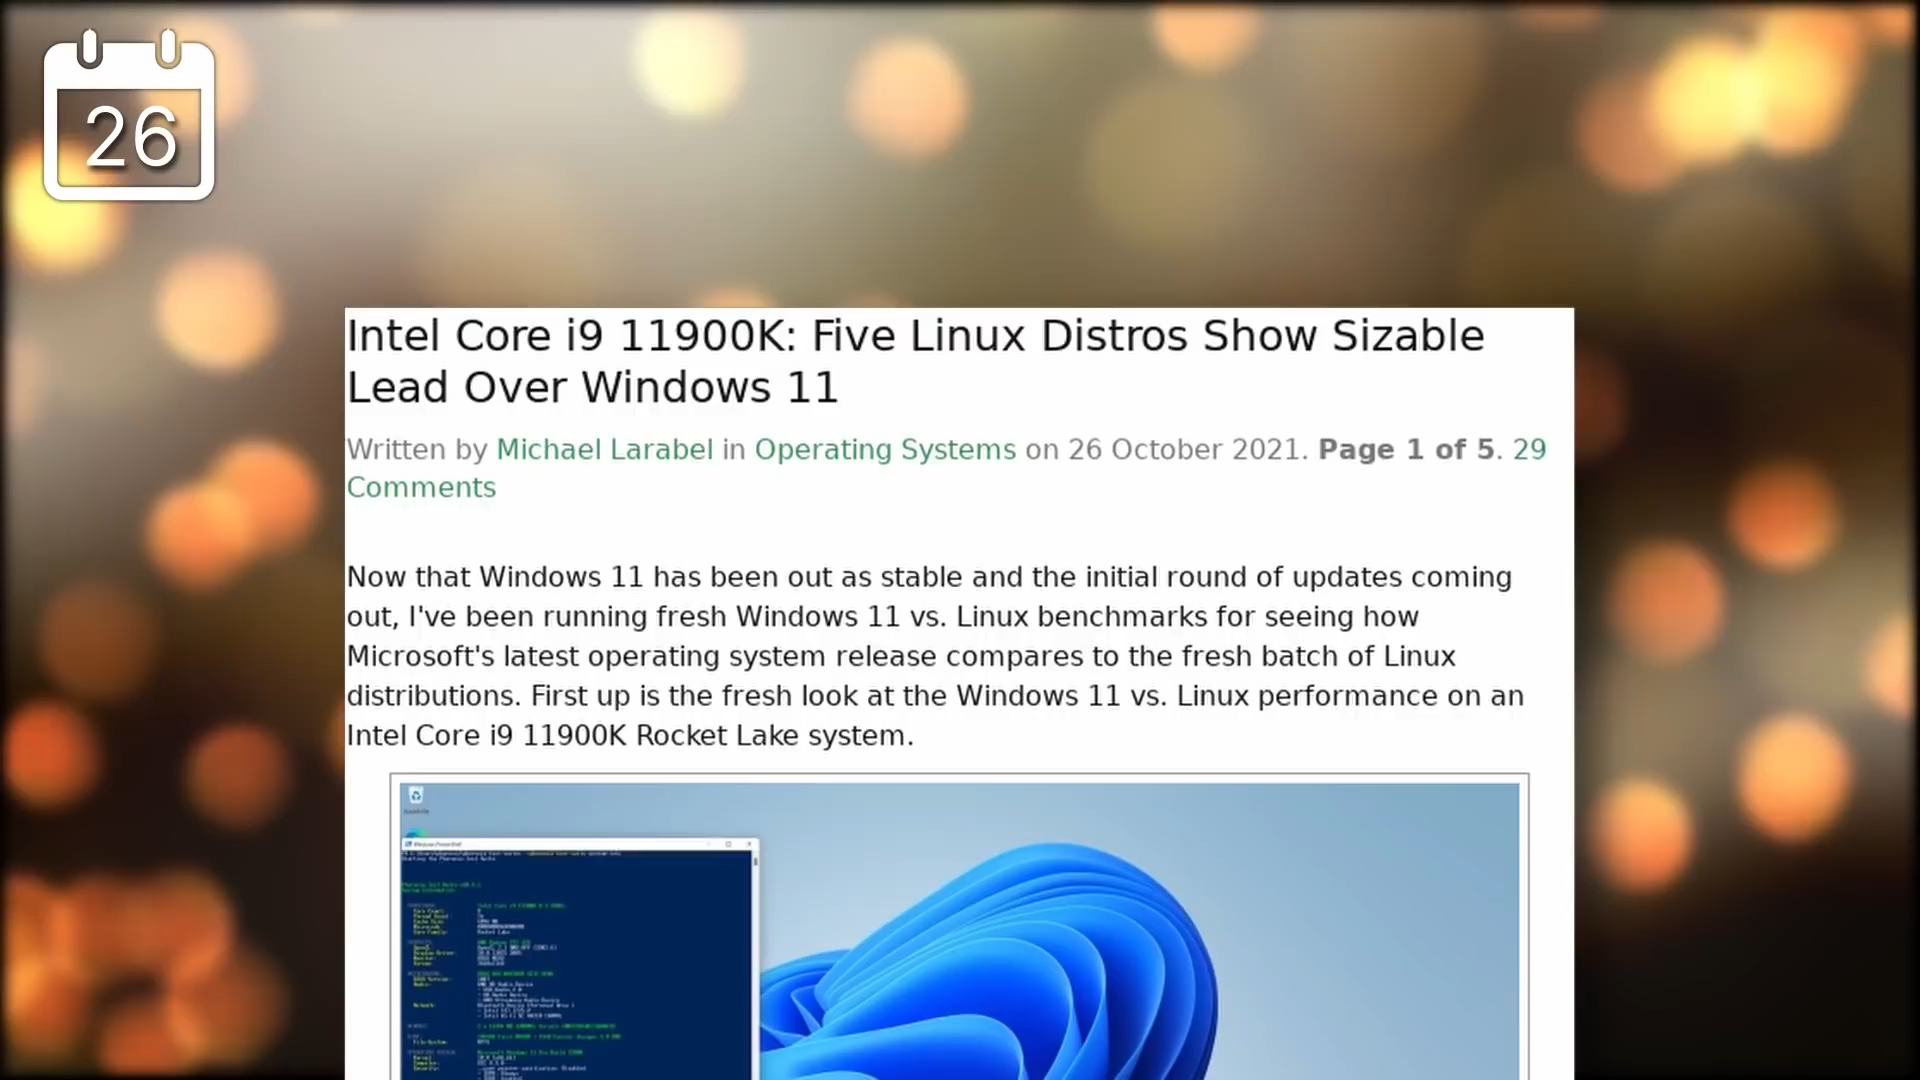 26
Intel Core i9 11900K: Five Linux Distros Show Sizable
Lead Over Windows 11
Written by Michael Larabel in Operating Systems on 26 October 2021. Page 1 of 5. 29
Comments
Now that Windows 11 has been out as stable and the initial round of updates coming
out, I've been running fresh Windows 11 vs. Linux benchmarks for seeing how
Microsoft's latest operating system release compares to the fresh batch of Linux
distributions. First up is the fresh look at the Windows 11 vs. Linux performance on an
Intel Core i9 11900K Rocket Lake system.